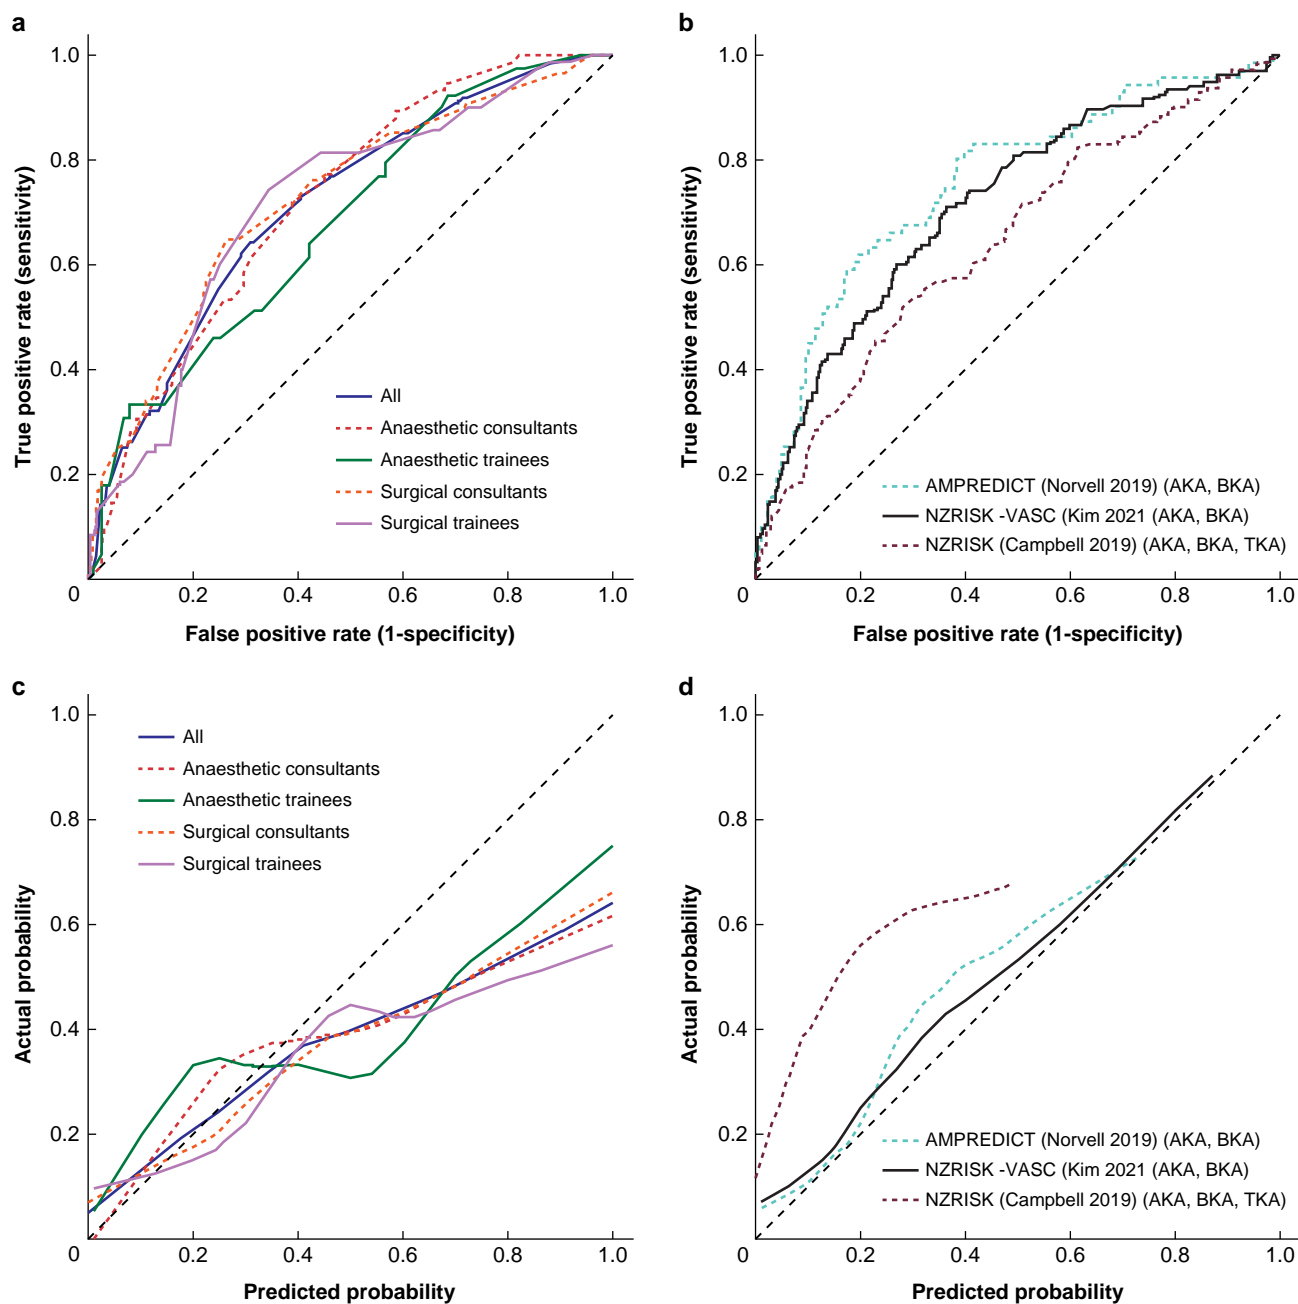 a
1.0
0.8
0.6
0.4
0.2
0
0.2
0.4
0.6
0.8
1.0
True positive rate (sensitivity)
False positive rate (1-specificity)
All
Anaesthetic consultants
Anaesthetic trainees
Surgical consultants
Surgical trainees
b
1.0
0.8
0.6
0.4
0.2
0
0.2
0.4
0.6
0.8
1.0
True positive rate (sensitivity)
False positive rate (1-specificity)
AMPREDICT (Norvell 2019) (AKA, BKA)
NZRISK -VASC (Kim 2021 (AKA, BKA)
NZRISK (Campbell 2019) (AKA, BKA, TKA)
c
1.0
0.8
0.6
0.4
0.2
0
0.2
0.4
0.6
0.8
1.0
Actual probability
Predicted probability
All
Anaesthetic consultants
Anaesthetic trainees
Surgical consultants
Surgical trainees
d
1.0
0.8
0.6
0.4
0.2
0
0.2
0.4
0.6
0.8
1.0
Actual probability
Predicted probability
AMPREDICT (Norvell 2019) (AKA, BKA)
NZRISK -VASC (Kim 2021 (AKA, BKA)
NZRISK (Campbell 2019) (AKA, BKA, TKA)